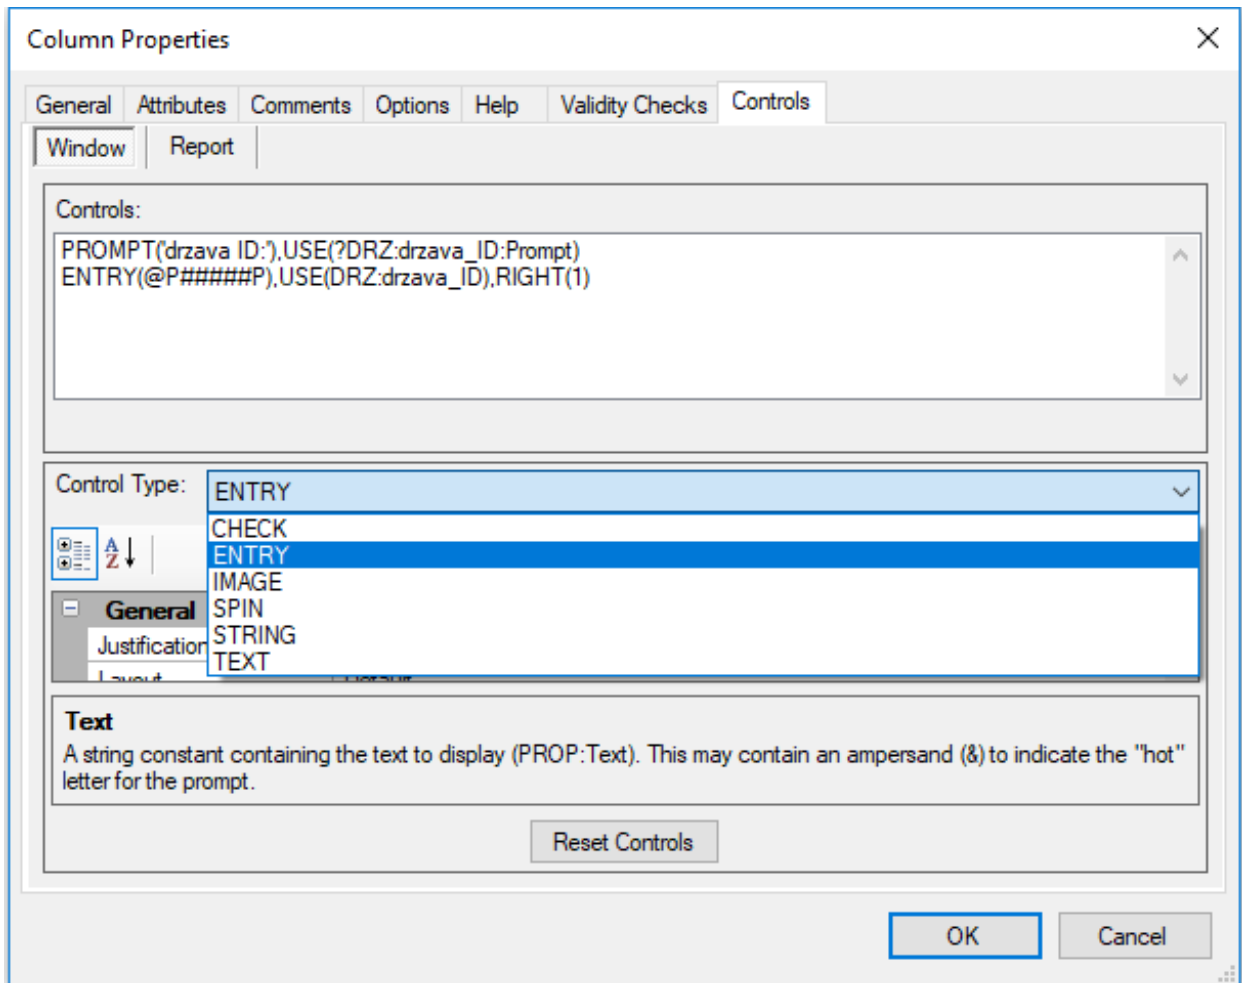 Column Properties
General Attributes Comments Options Help Validity Checks Controls
Window Report
Controls:
PROMPT('drzava ID:'),USE(?DRZ:drzava_ID:Prompt)
ENTRY(@P#####P),USE(DRZ:drzava_ID),RIGHT(1)
Control Type: ENTRY
CHECK
ENTRY
IMAGE
SPIN
STRING
TEXT
General
Justification
Layout Default
Text
A string constant containing the text to display (PROP:Text). This may contain an ampersand (&) to indicate the "hot"
letter for the prompt.
Reset Controls
OK Cancel